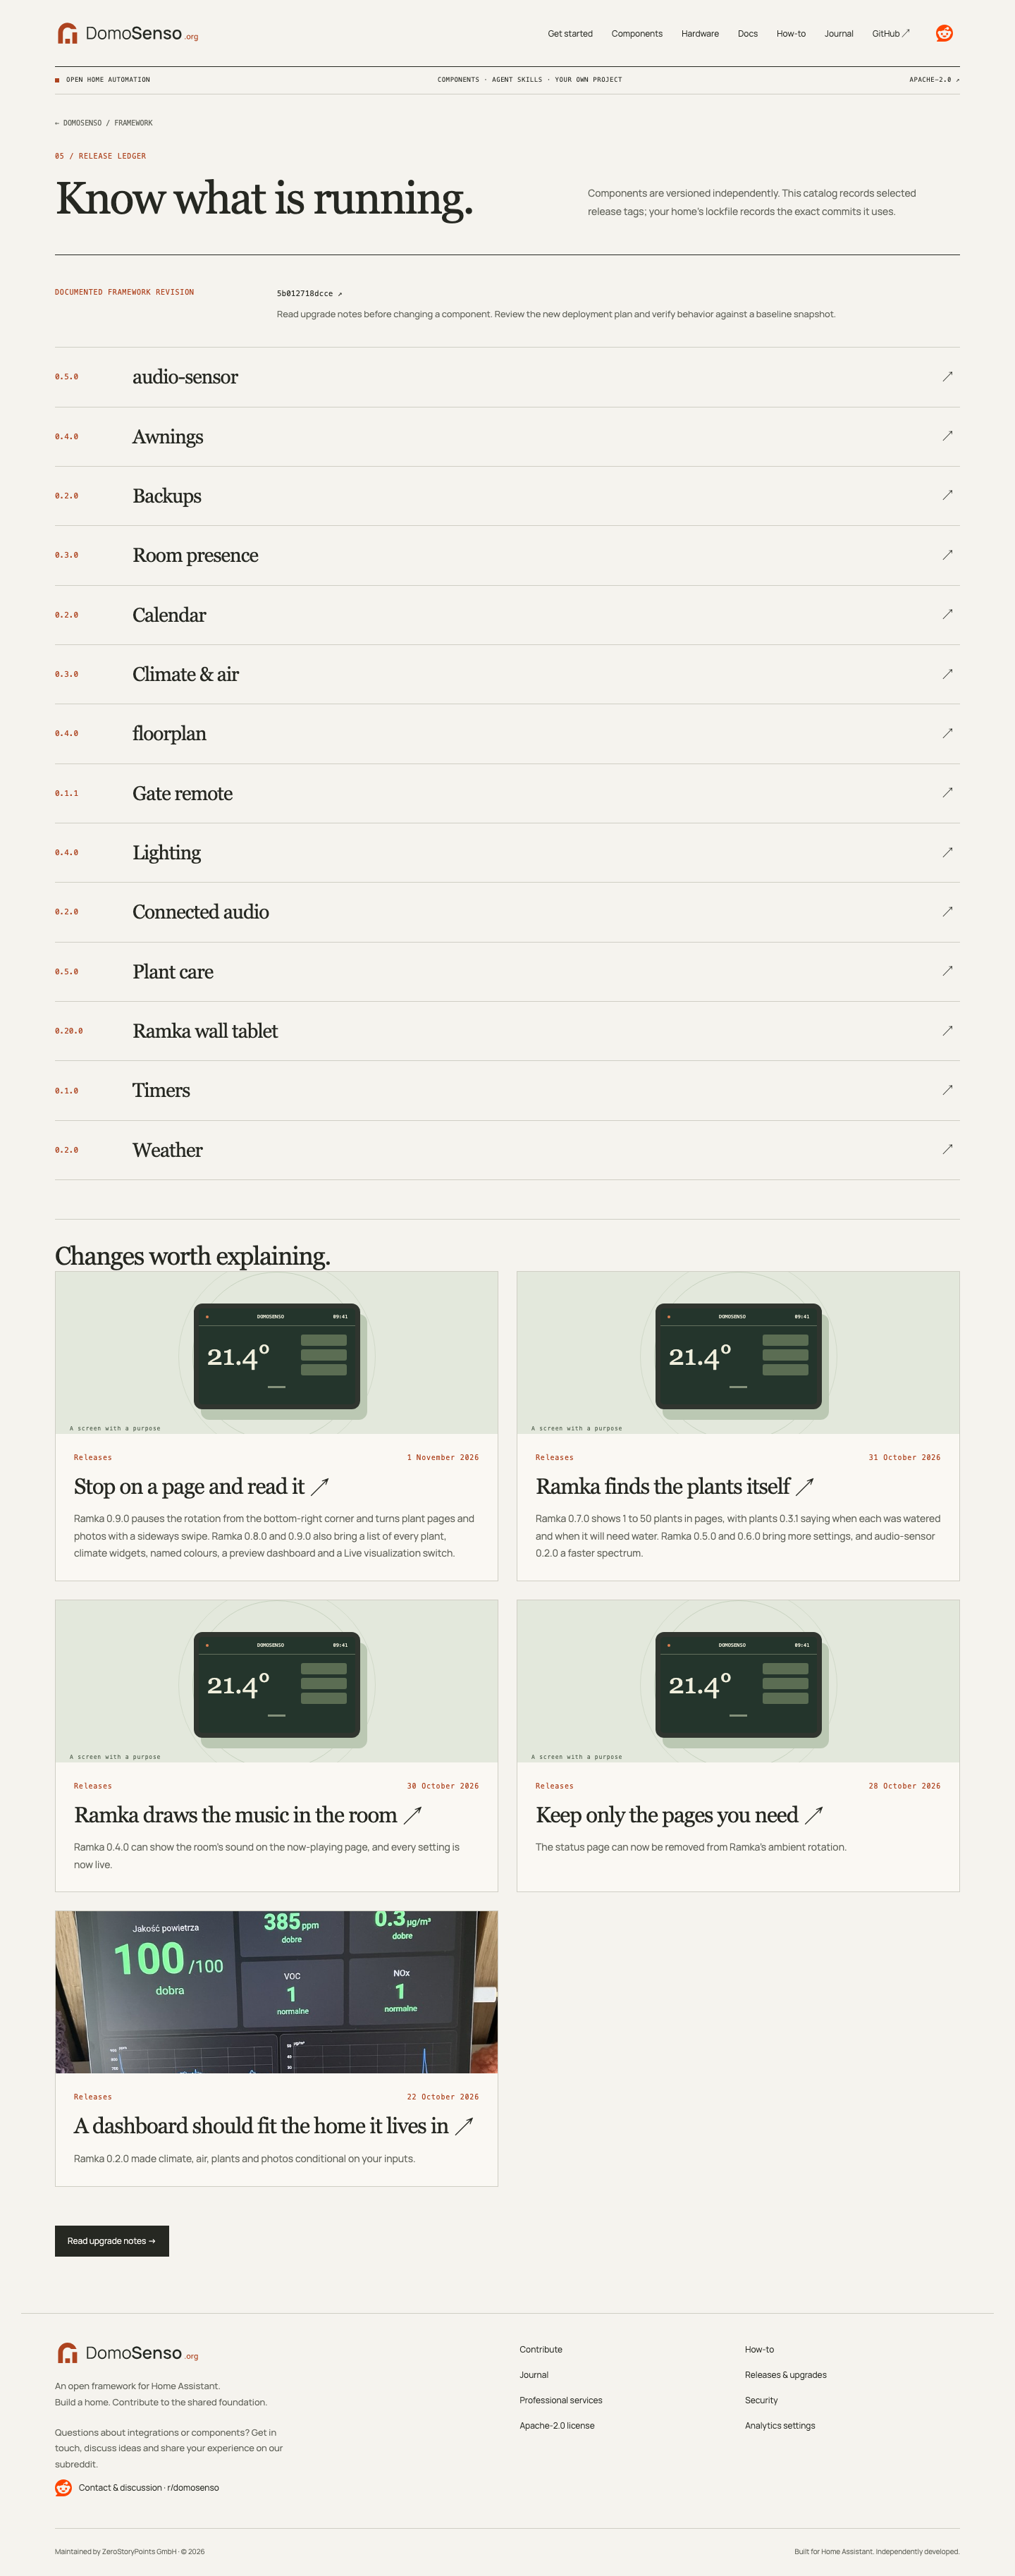 DomoSenso.org
Get started
Components
Hardware
Docs
How-to
Journal
GitHub ↗
OPEN HOME AUTOMATION
COMPONENTS · AGENT SKILLS · YOUR OWN PROJECT
APACHE-2.0 ↗
← DOMOSENSO / FRAMEWORK
05 / RELEASE LEDGER
Know what is running.
Components are versioned independently. This catalog records selected
release tags; your home's lockfile records the exact commits it uses.
DOCUMENTED FRAMEWORK REVISION
5b012718dcce ↗
Read upgrade notes before changing a component. Review the new deployment plan and verify behavior against a baseline snapshot.
0.5.0 audio-sensor ↗
0.4.0 Awnings ↗
0.2.0 Backups ↗
0.3.0 Room presence ↗
0.2.0 Calendar ↗
0.3.0 Climate & air ↗
0.4.0 floorplan ↗
0.1.1 Gate remote ↗
0.4.0 Lighting ↗
0.2.0 Connected audio ↗
0.5.0 Plant care ↗
0.20.0 Ramka wall tablet ↗
0.1.0 Timers ↗
0.2.0 Weather ↗
Changes worth explaining.
DOMOSENSO 09:41
21.4°
A screen with a purpose
Releases 1 November 2026
Stop on a page and read it ↗
Ramka 0.9.0 pauses the rotation from the bottom-right corner and turns plant pages and
photos with a sideways swipe. Ramka 0.8.0 and 0.9.0 also bring a list of every plant,
climate widgets, named colours, a preview dashboard and a Live visualization switch.
DOMOSENSO 09:41
21.4°
A screen with a purpose
Releases 31 October 2026
Ramka finds the plants itself ↗
Ramka 0.7.0 shows 1 to 50 plants in pages, with plants 0.3.1 saying when each was watered
and when it will need water. Ramka 0.5.0 and 0.6.0 bring more settings, and audio-sensor
0.2.0 a faster spectrum.
DOMOSENSO 09:41
21.4°
A screen with a purpose
Releases 30 October 2026
Ramka draws the music in the room ↗
Ramka 0.4.0 can show the room's sound on the now-playing page, and every setting is
now live.
DOMOSENSO 09:41
21.4°
A screen with a purpose
Releases 28 October 2026
Keep only the pages you need ↗
The status page can now be removed from Ramka's ambient rotation.
Jakość powietrza
100 /100
dobra
385 ppm
dobre
0.3 µg/m³
dobre
VOC
1
normalne
NOx
1
normalne
Releases 22 October 2026
A dashboard should fit the home it lives in ↗
Ramka 0.2.0 made climate, air, plants and photos conditional on your inputs.
Read upgrade notes →
DomoSenso.org
An open framework for Home Assistant.
Build a home. Contribute to the shared foundation.
Questions about integrations or components? Get in
touch, discuss ideas and share your experience on our
subreddit.
Contact & discussion · r/domosenso
Contribute
Journal
Professional services
Apache-2.0 license
How-to
Releases & upgrades
Security
Analytics settings
Maintained by ZeroStoryPoints GmbH · © 2026
Built for Home Assistant. Independently developed.